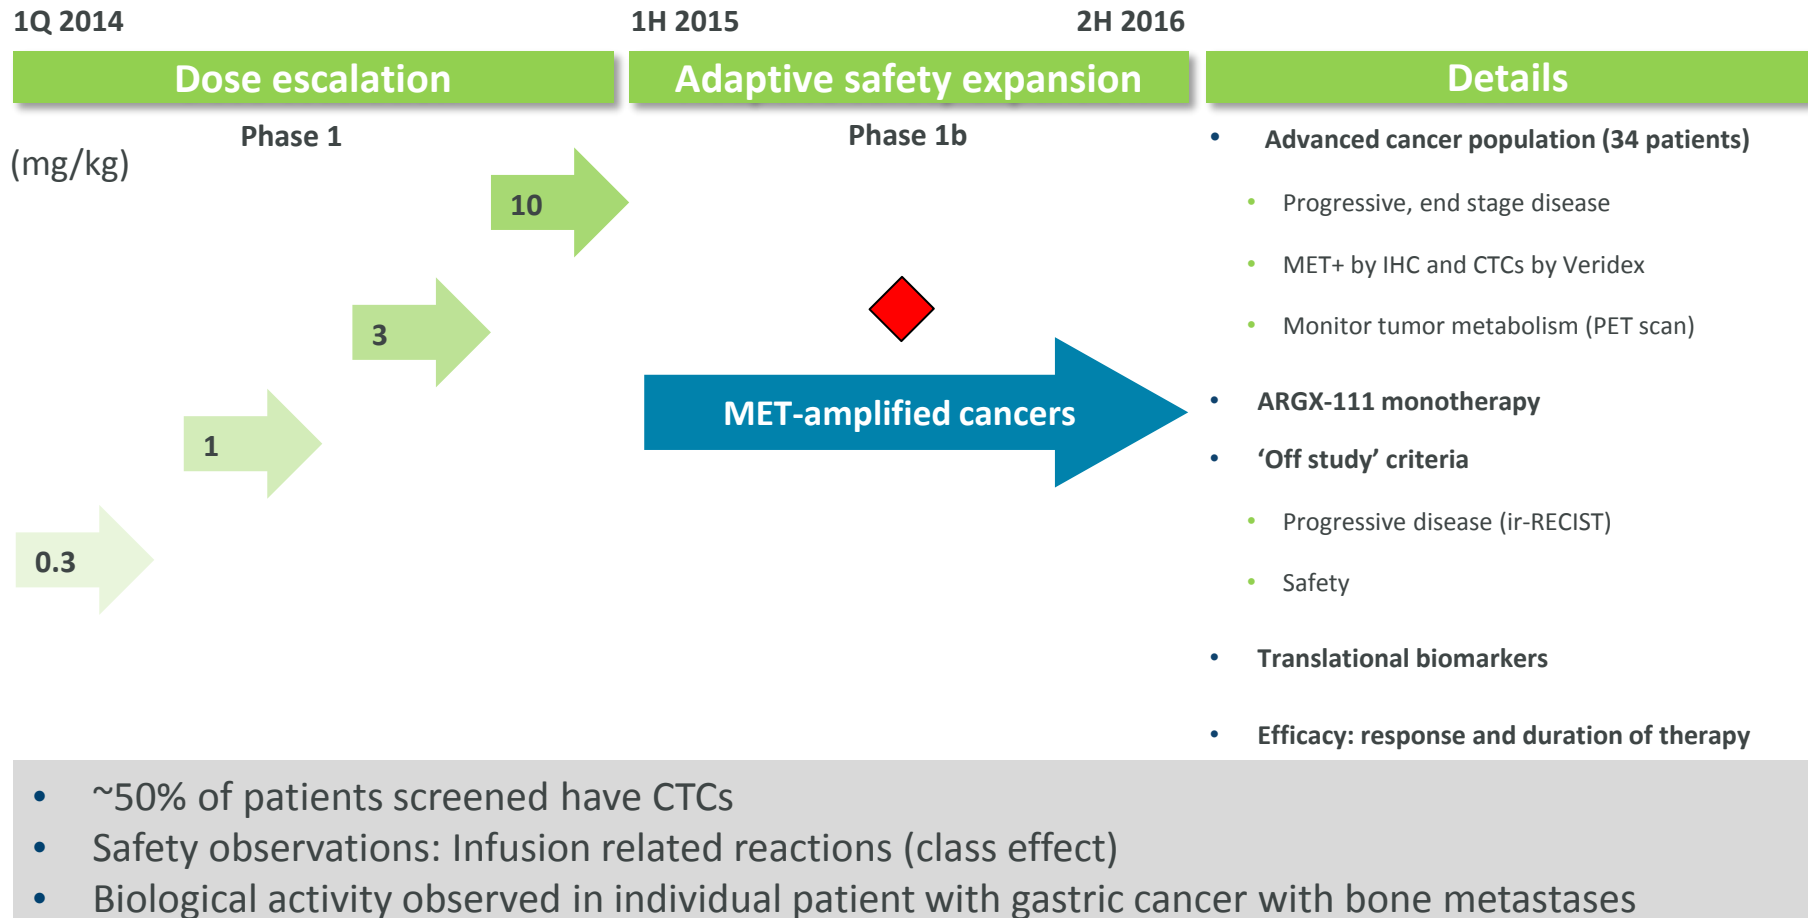 1Q 2014
1H 2015
2H 2016
Dose escalation
Adaptive safety expansion
Details
Phase 1
(mg/kg)
10
3
1
0.3
Phase 1b
MET-amplified cancers
• Advanced cancer population (34 patients)
• Progressive, end stage disease
• MET+ by IHC and CTCs by Veridex
• Monitor tumor metabolism (PET scan)
• ARGX-111 monotherapy
• ‘Off study’ criteria
• Progressive disease (ir-RECIST)
• Safety
• Translational biomarkers
• Efficacy: response and duration of therapy
• ~50% of patients screened have CTCs
• Safety observations: Infusion related reactions (class effect)
• Biological activity observed in individual patient with gastric cancer with bone metastases